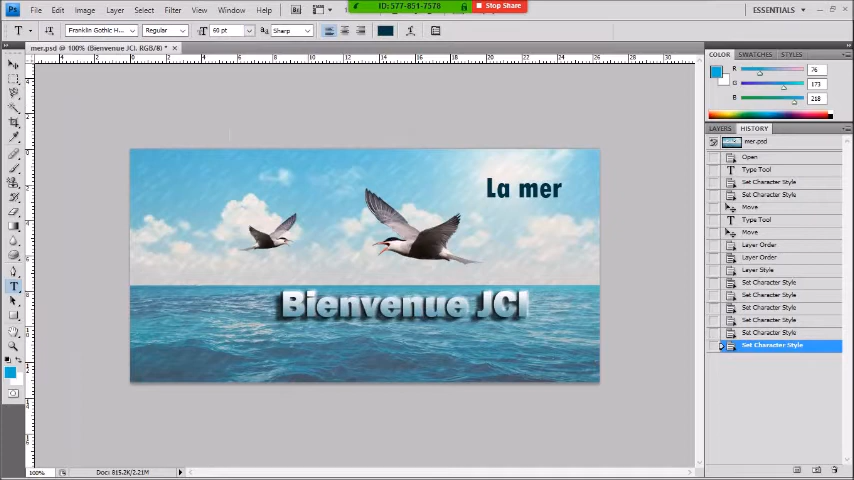 ID: 577-851-7578 Stop Share
Ps File Edit Image Layer Select Filter View Window Help Br 100% ESSENTIALS
T Franklin Gothic H... Regular 60 pt Sharp
mer.psd @ 100% (Bienvenue JCI, RGB/8) *
COLOR SWATCHES STYLES
R 76
G 173
B 218
LAYERS HISTORY
mer.psd
Open
Type Tool
Set Character Style
Set Character Style
Move
Type Tool
Move
Layer Order
Layer Order
Layer Style
Set Character Style
Set Character Style
Set Character Style
Set Character Style
Set Character Style
Set Character Style
La mer
Bienvenue JCI
100% Doc: 815.2K/2.21M